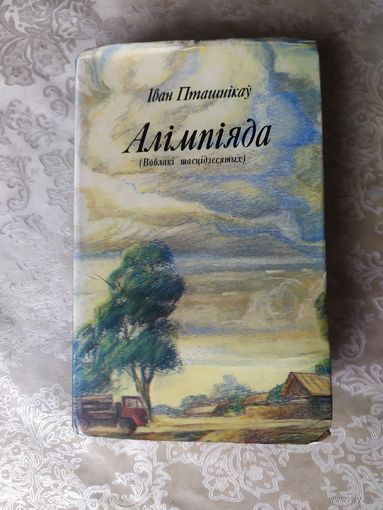 Іван Пташнікаў
Алімпіяда
(Воблакі шасцідзесятых)